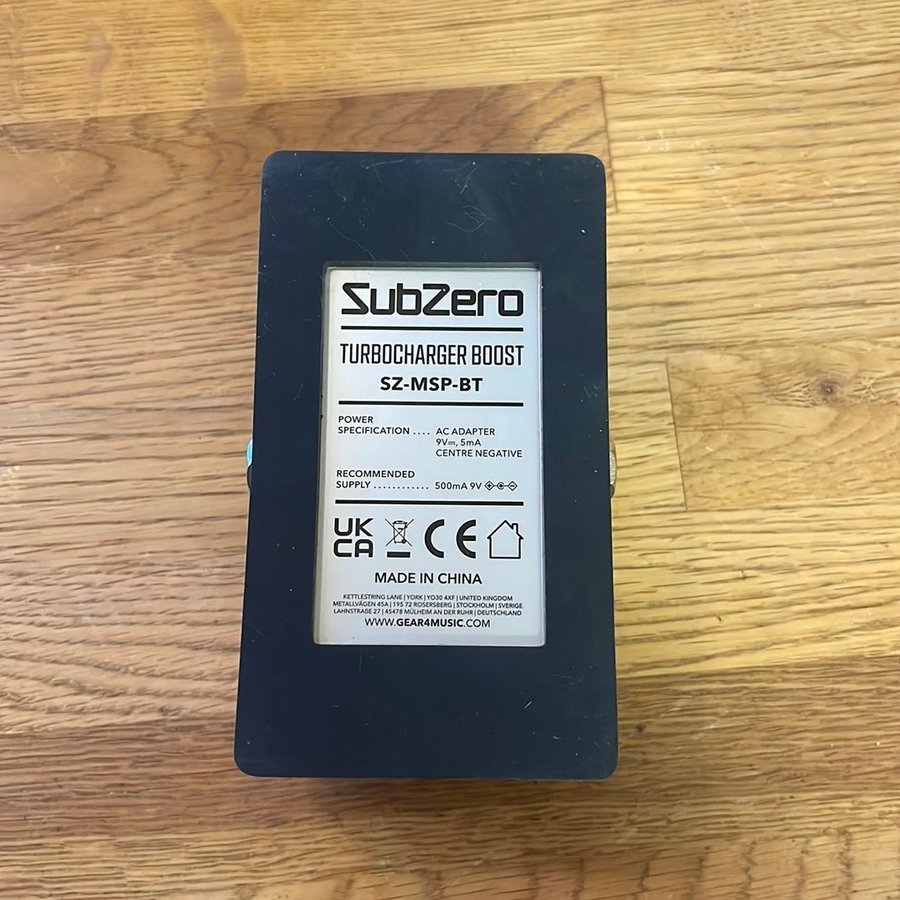 SubZero
TURBOCHARGER BOOST
SZ-MSP-BT
POWER
SPECIFICATION .... AC ADAPTER
9V⎓, 5mA
CENTRE NEGATIVE
RECOMMENDED
SUPPLY ............ 500mA 9V
UK
CA
CE
MADE IN CHINA
KETTLESTRING LANE | YORK | YO30 4XF | UNITED KINGDOM
METALLVÄGEN 45A | 195 72 ROSERSBERG | STOCKHOLM | SVERIGE
LAHNSTRAßE 27 | 45478 MÜLHEIM AN DER RUHR | DEUTSCHLAND
WWW.GEAR4MUSIC.COM